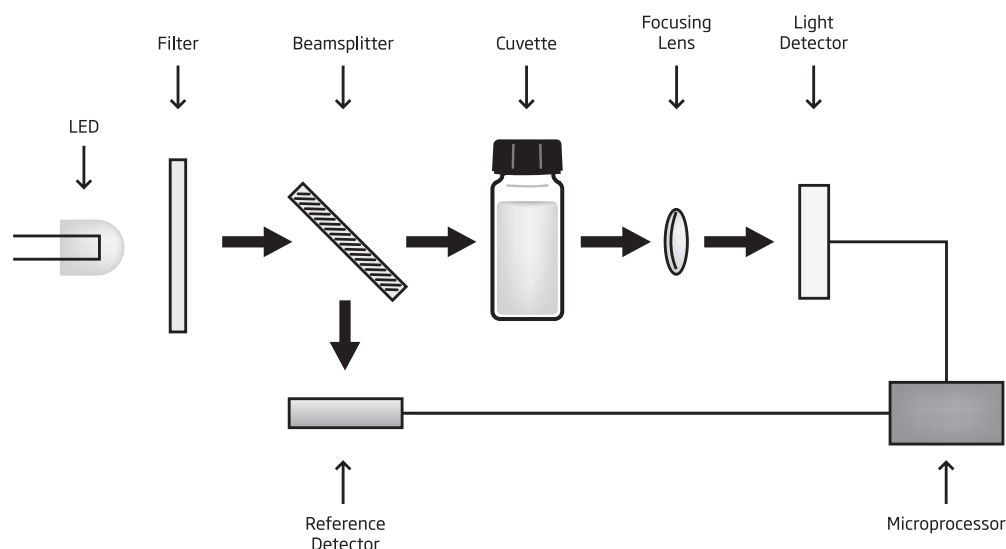 LED
Filter
Beamsplitter
Cuvette
Focusing
Lens
Light
Detector
Reference
Detector
Microprocessor